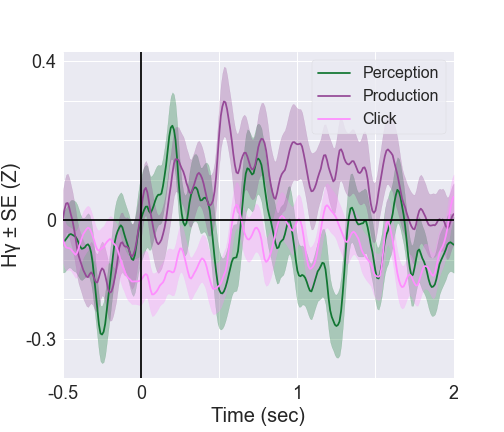 0.4
Perception
Production
Click
Hγ ± SE (Z)
0
-0.3
-0.5
0
1
2
Time (sec)